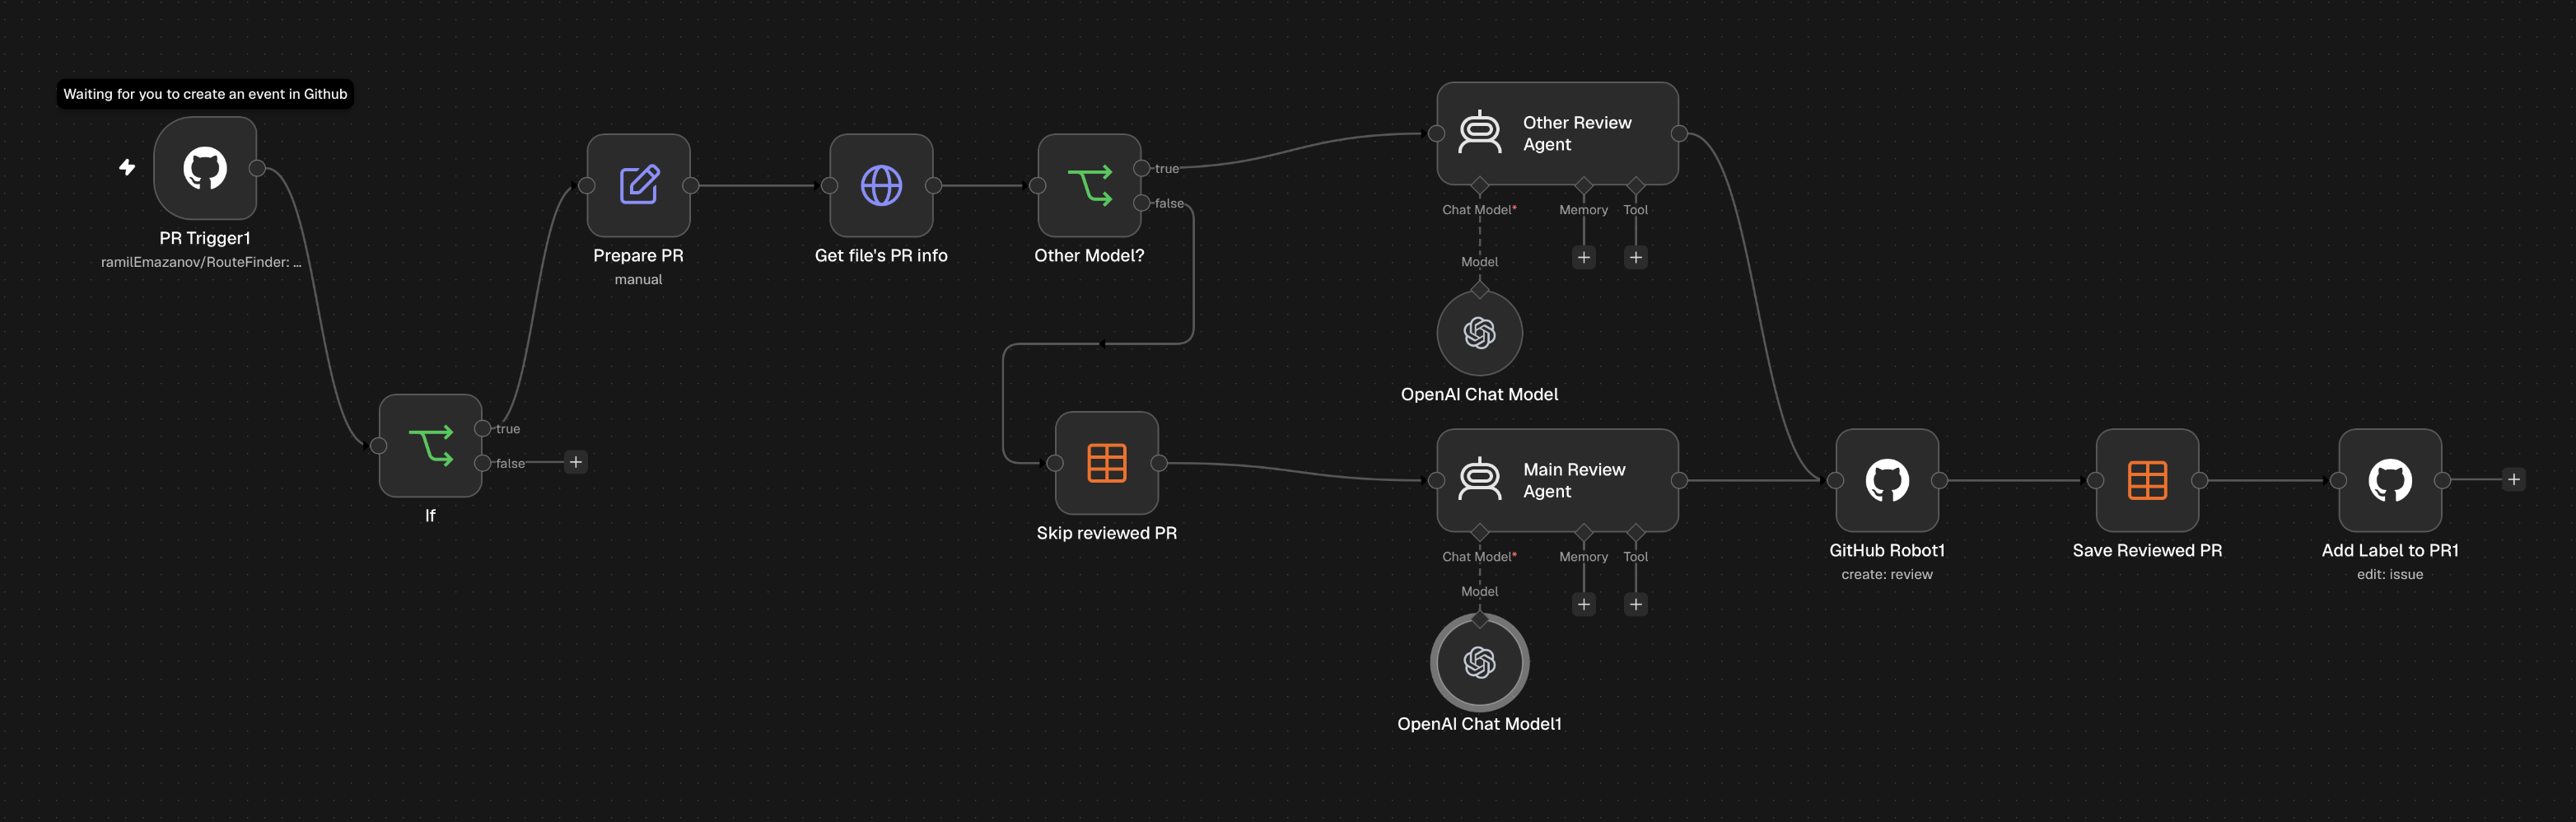 Waiting for you to create an event in Github
PR Trigger1
ramilEmazanov/RouteFinder: ...
If
true
false
Prepare PR
manual
Get file's PR info
Other Model?
true
false
Skip reviewed PR
Other Review
Agent
Chat Model*
Memory
Tool
Model
OpenAI Chat Model
Main Review
Agent
Chat Model*
Memory
Tool
Model
OpenAI Chat Model1
GitHub Robot1
create: review
Save Reviewed PR
Add Label to PR1
edit: issue